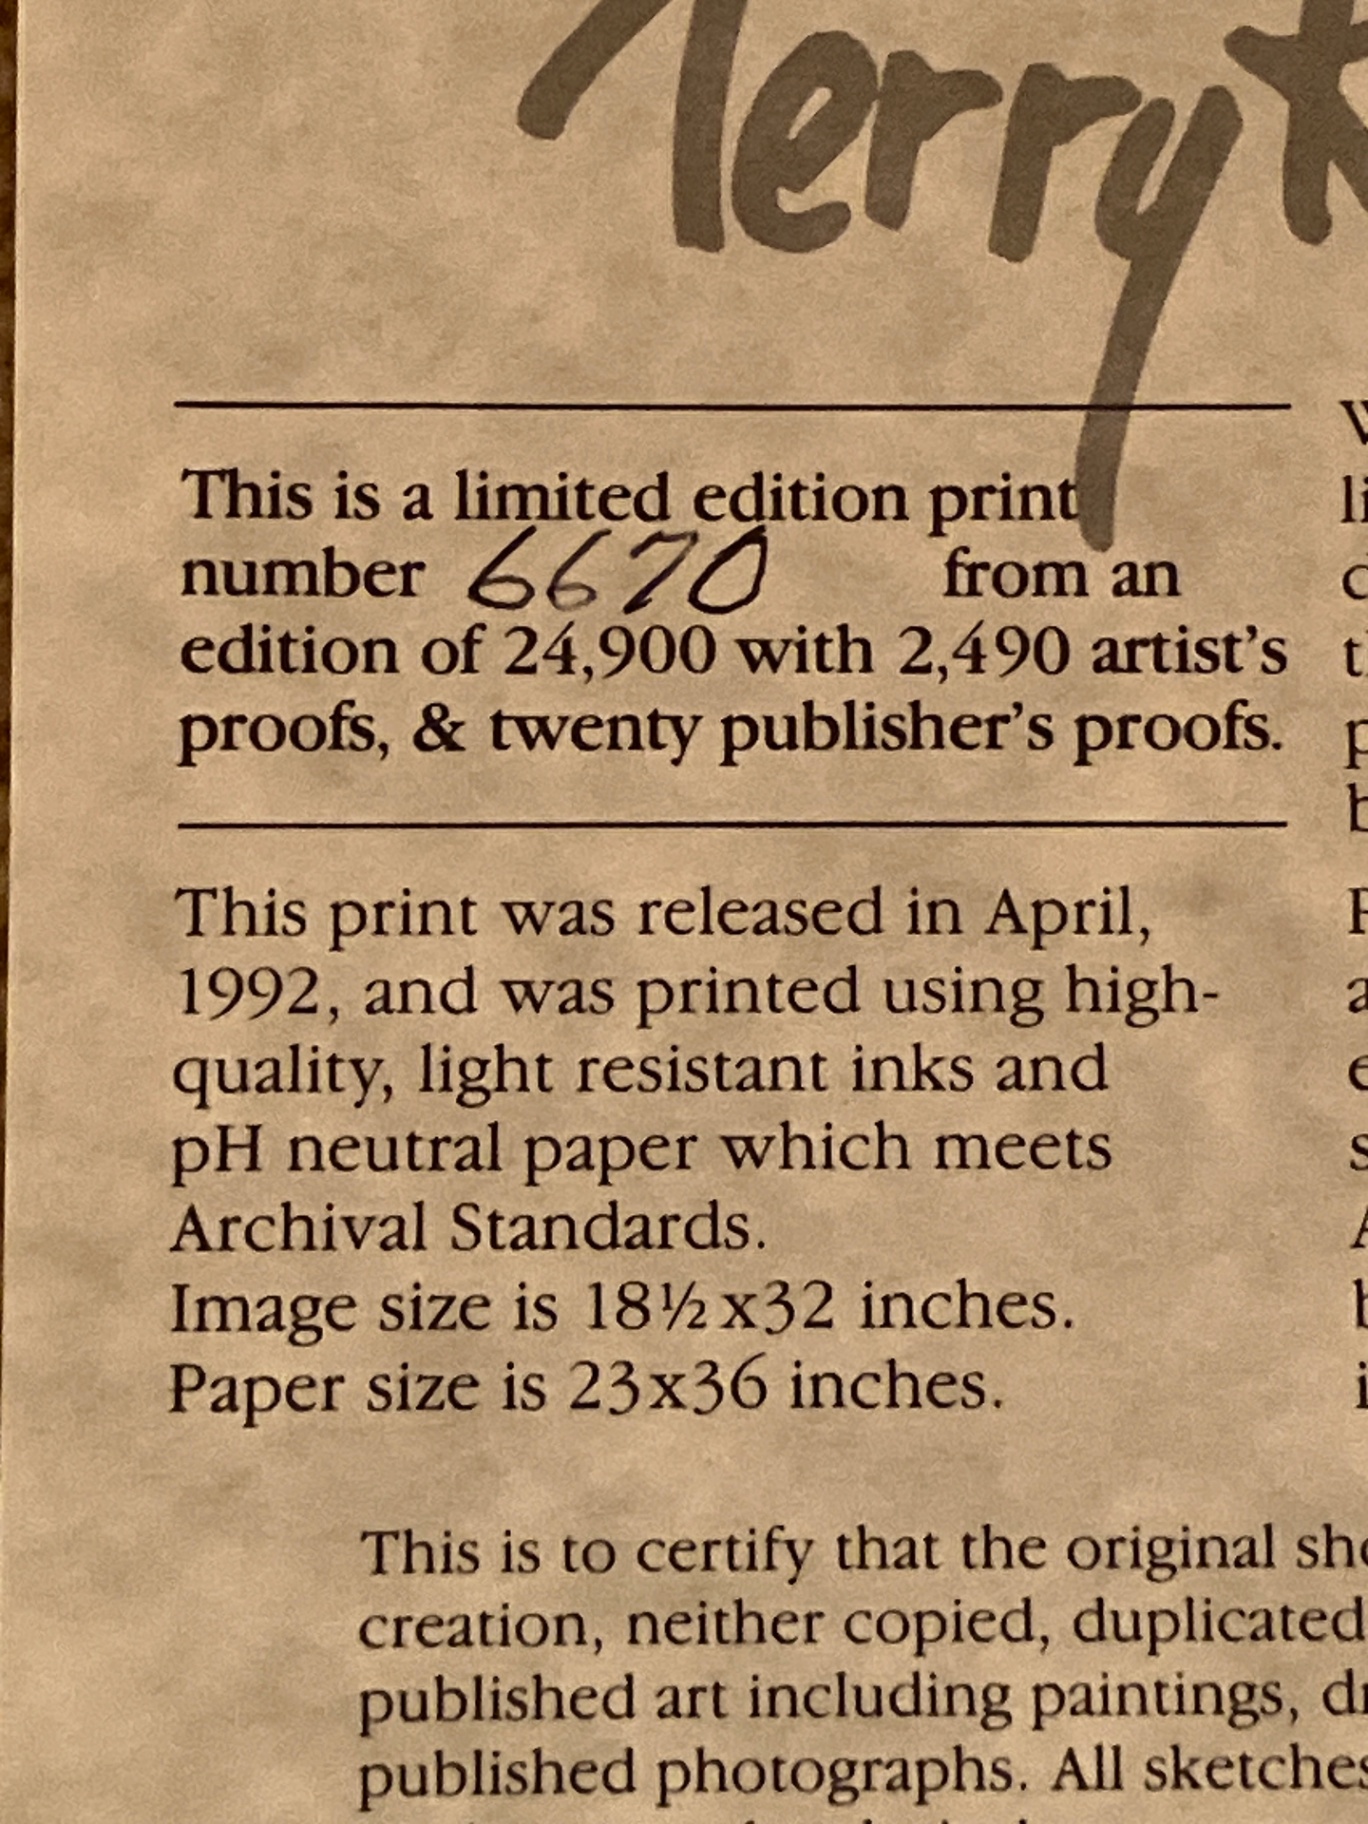 Terry
This is a limited edition print
number 6670 from an
edition of 24,900 with 2,490 artist's
proofs, & twenty publisher's proofs.
This print was released in April,
1992, and was printed using high-
quality, light resistant inks and
pH neutral paper which meets
Archival Standards.
Image size is 18½x32 inches.
Paper size is 23x36 inches.
This is to certify that the original
creation, neither copied, duplicated
published art including paintings,
published photographs. All sketches